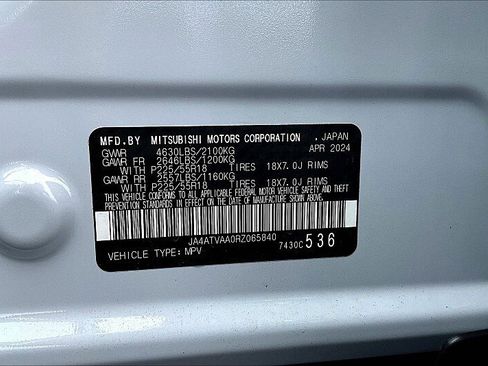 MFD.BY MITSUBISHI MOTORS CORPORATION, JAPAN
GVWR 4630LBS/2100KG APR 2024
GAWR FR 2646LBS/1200KG
WITH P225/55R18 TIRES 18X7.0J RIMS
GAWR RR 2557LBS/1160KG
WITH P225/55R18 TIRES 18X7.0J RIMS
THIS VEHICLE CONFORMS TO ALL APPLICABLE FEDERAL MOTOR VEHICLE SAFETY, BUMPER, AND THEFT
PREVENTION STANDARDS IN EFFECT ON THE DATE OF MANUFACTURE SHOWN ABOVE.
JA4ATVAA0RZ065840
VEHICLE TYPE: MPV 7430C 536